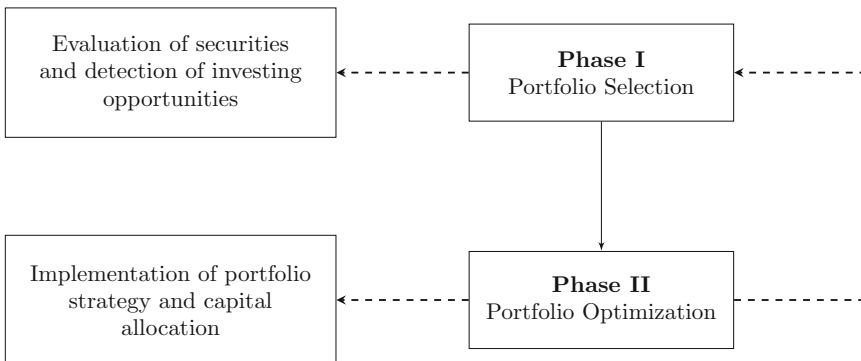 Evaluation of securities
and detection of investing
opportunities
Phase I
Portfolio Selection
Implementation of portfolio
strategy and capital
allocation
Phase II
Portfolio Optimization